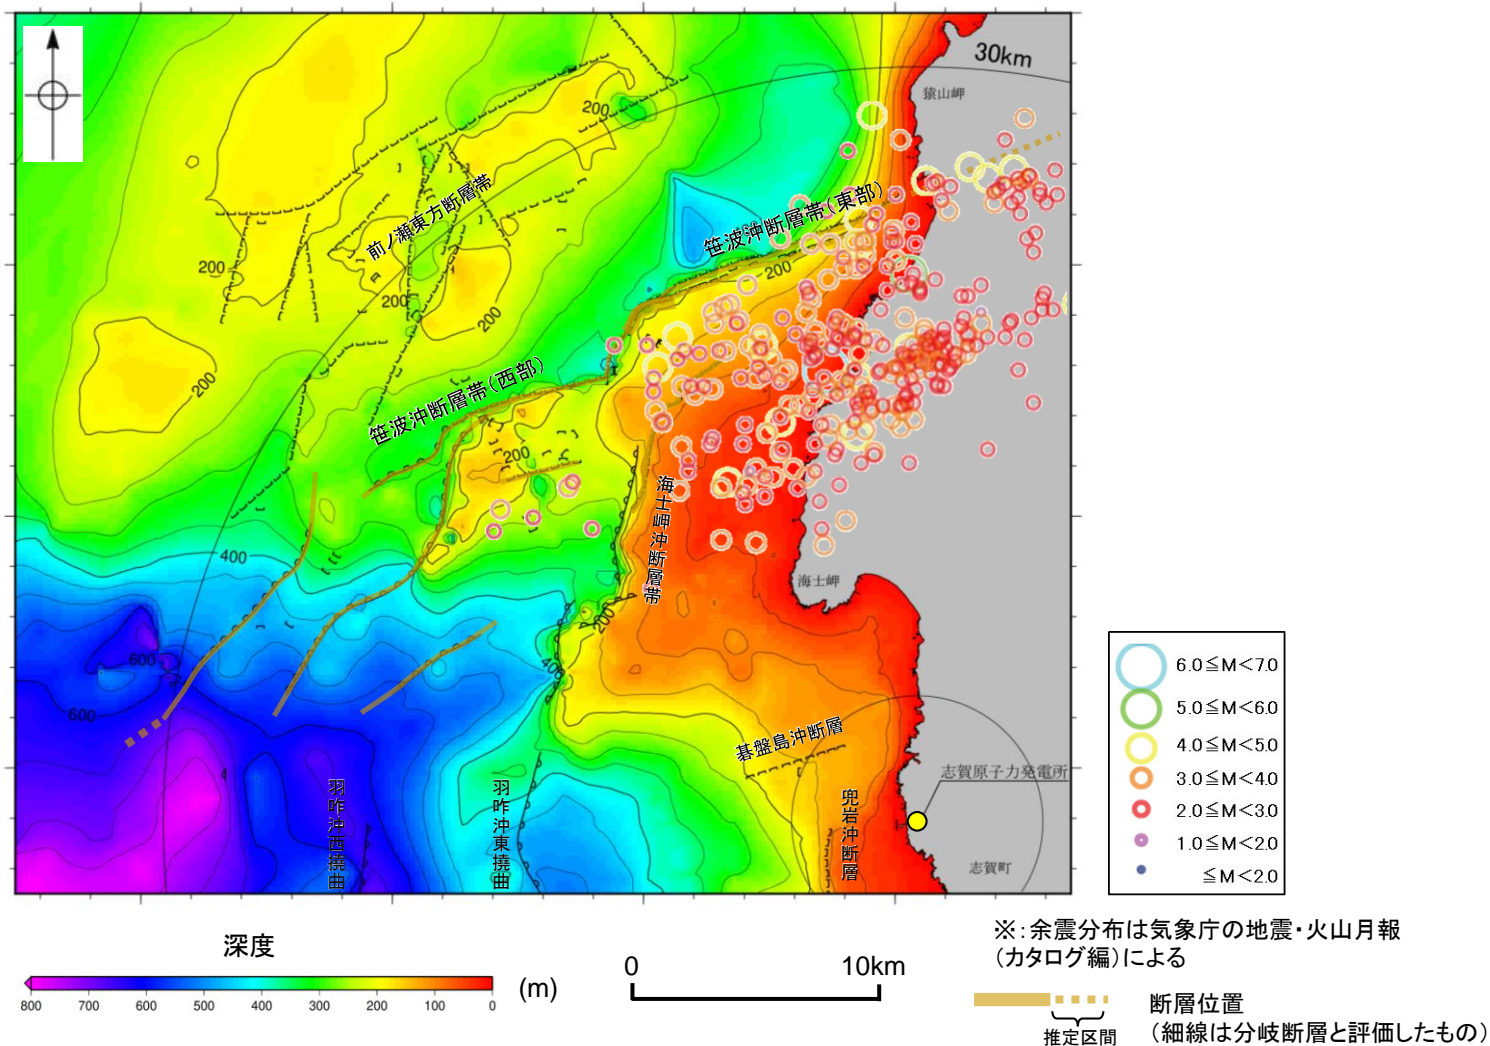 30km
猿山岬
200
前ノ瀬東方断層帯
笹波沖断層帯(東部)
200
200
200
200
200
笹波沖断層帯(西部)
200
海士岬沖断層帯
400
海士岬
200
600
400
600
碁盤島沖断層
志賀原子力発電所
羽咋沖西撓曲
羽咋沖東撓曲
兜岩沖断層
志賀町
6.0≦M<7.0
5.0≦M<6.0
4.0≦M<5.0
3.0≦M<4.0
2.0≦M<3.0
1.0≦M<2.0
≦M<2.0
深度
800 700 600 500 400 300 200 100 0
(m)
0 10km
※:余震分布は気象庁の地震・火山月報
(カタログ編)による
断層位置
推定区間
(細線は分岐断層と評価したもの)